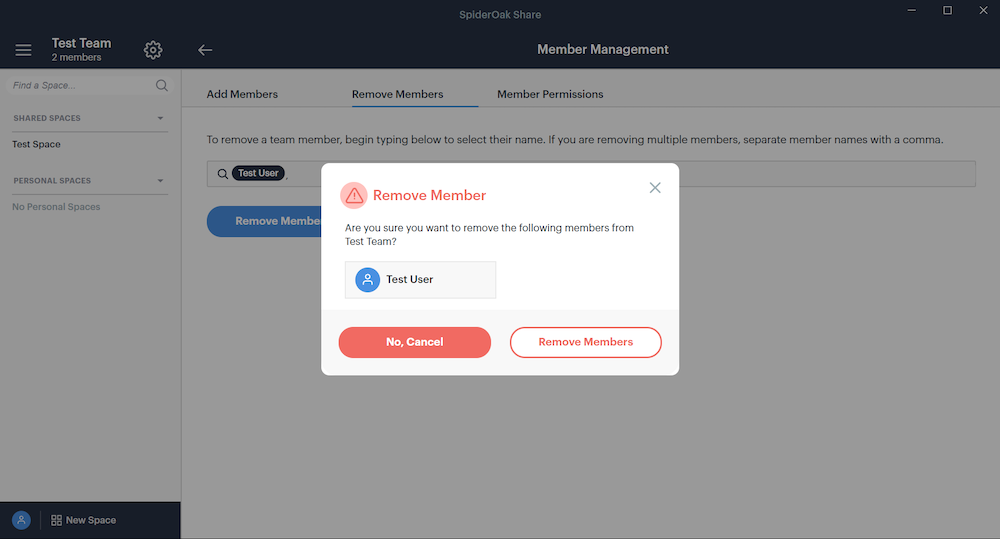 SpiderOak Share
Test Team
2 members
Member Management
Find a Space...
SHARED SPACES
Test Space
PERSONAL SPACES
No Personal Spaces
Add Members
Remove Members
Member Permissions
To remove a team member, begin typing below to select their name. If you are removing multiple members, separate member names with a comma.
Test User ,
Remove Membe
Remove Member
Are you sure you want to remove the following members from
Test Team?
Test User
No, Cancel
Remove Members
New Space